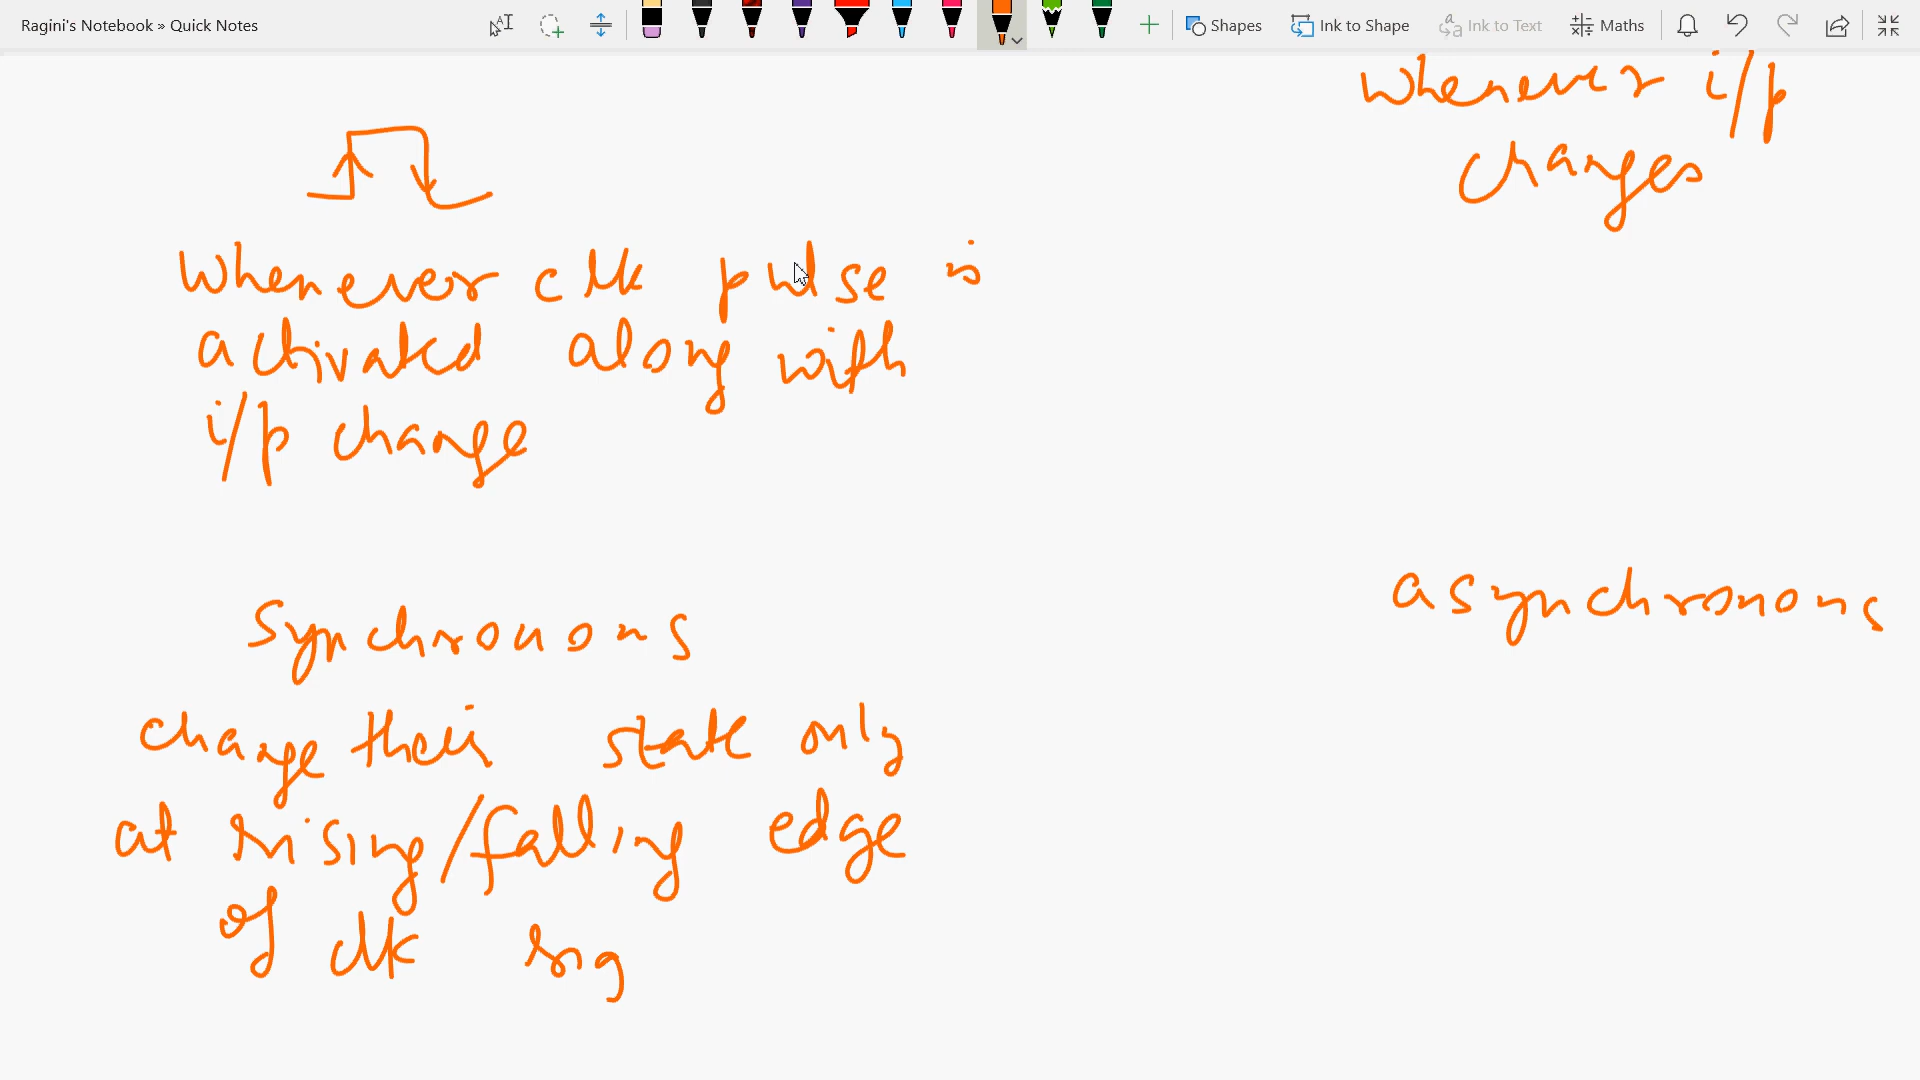 Ragini's Notebook » Quick Notes
Shapes
Ink to Shape
Ink to Text
Maths
whenever i/p
changes
whenever clk pulse is
activated along with
i/p change
Synchronous
asynchronous
change their state only
at rising/falling edge
of clk sig